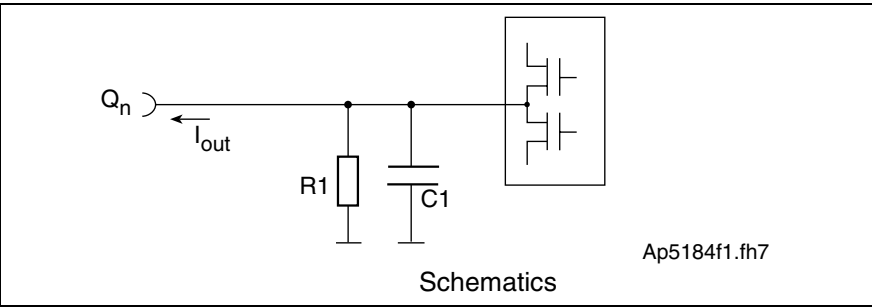 Qn
Iout
R1
C1
Ap5184f1.fh7
Schematics